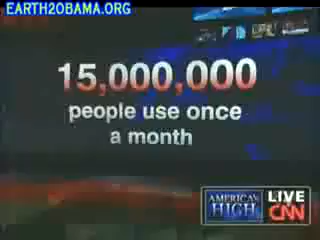 EARTH2OBAMA.ORG
15,000,000
people use once
a month
AMERICA'S
HIGH
LIVE
CNN